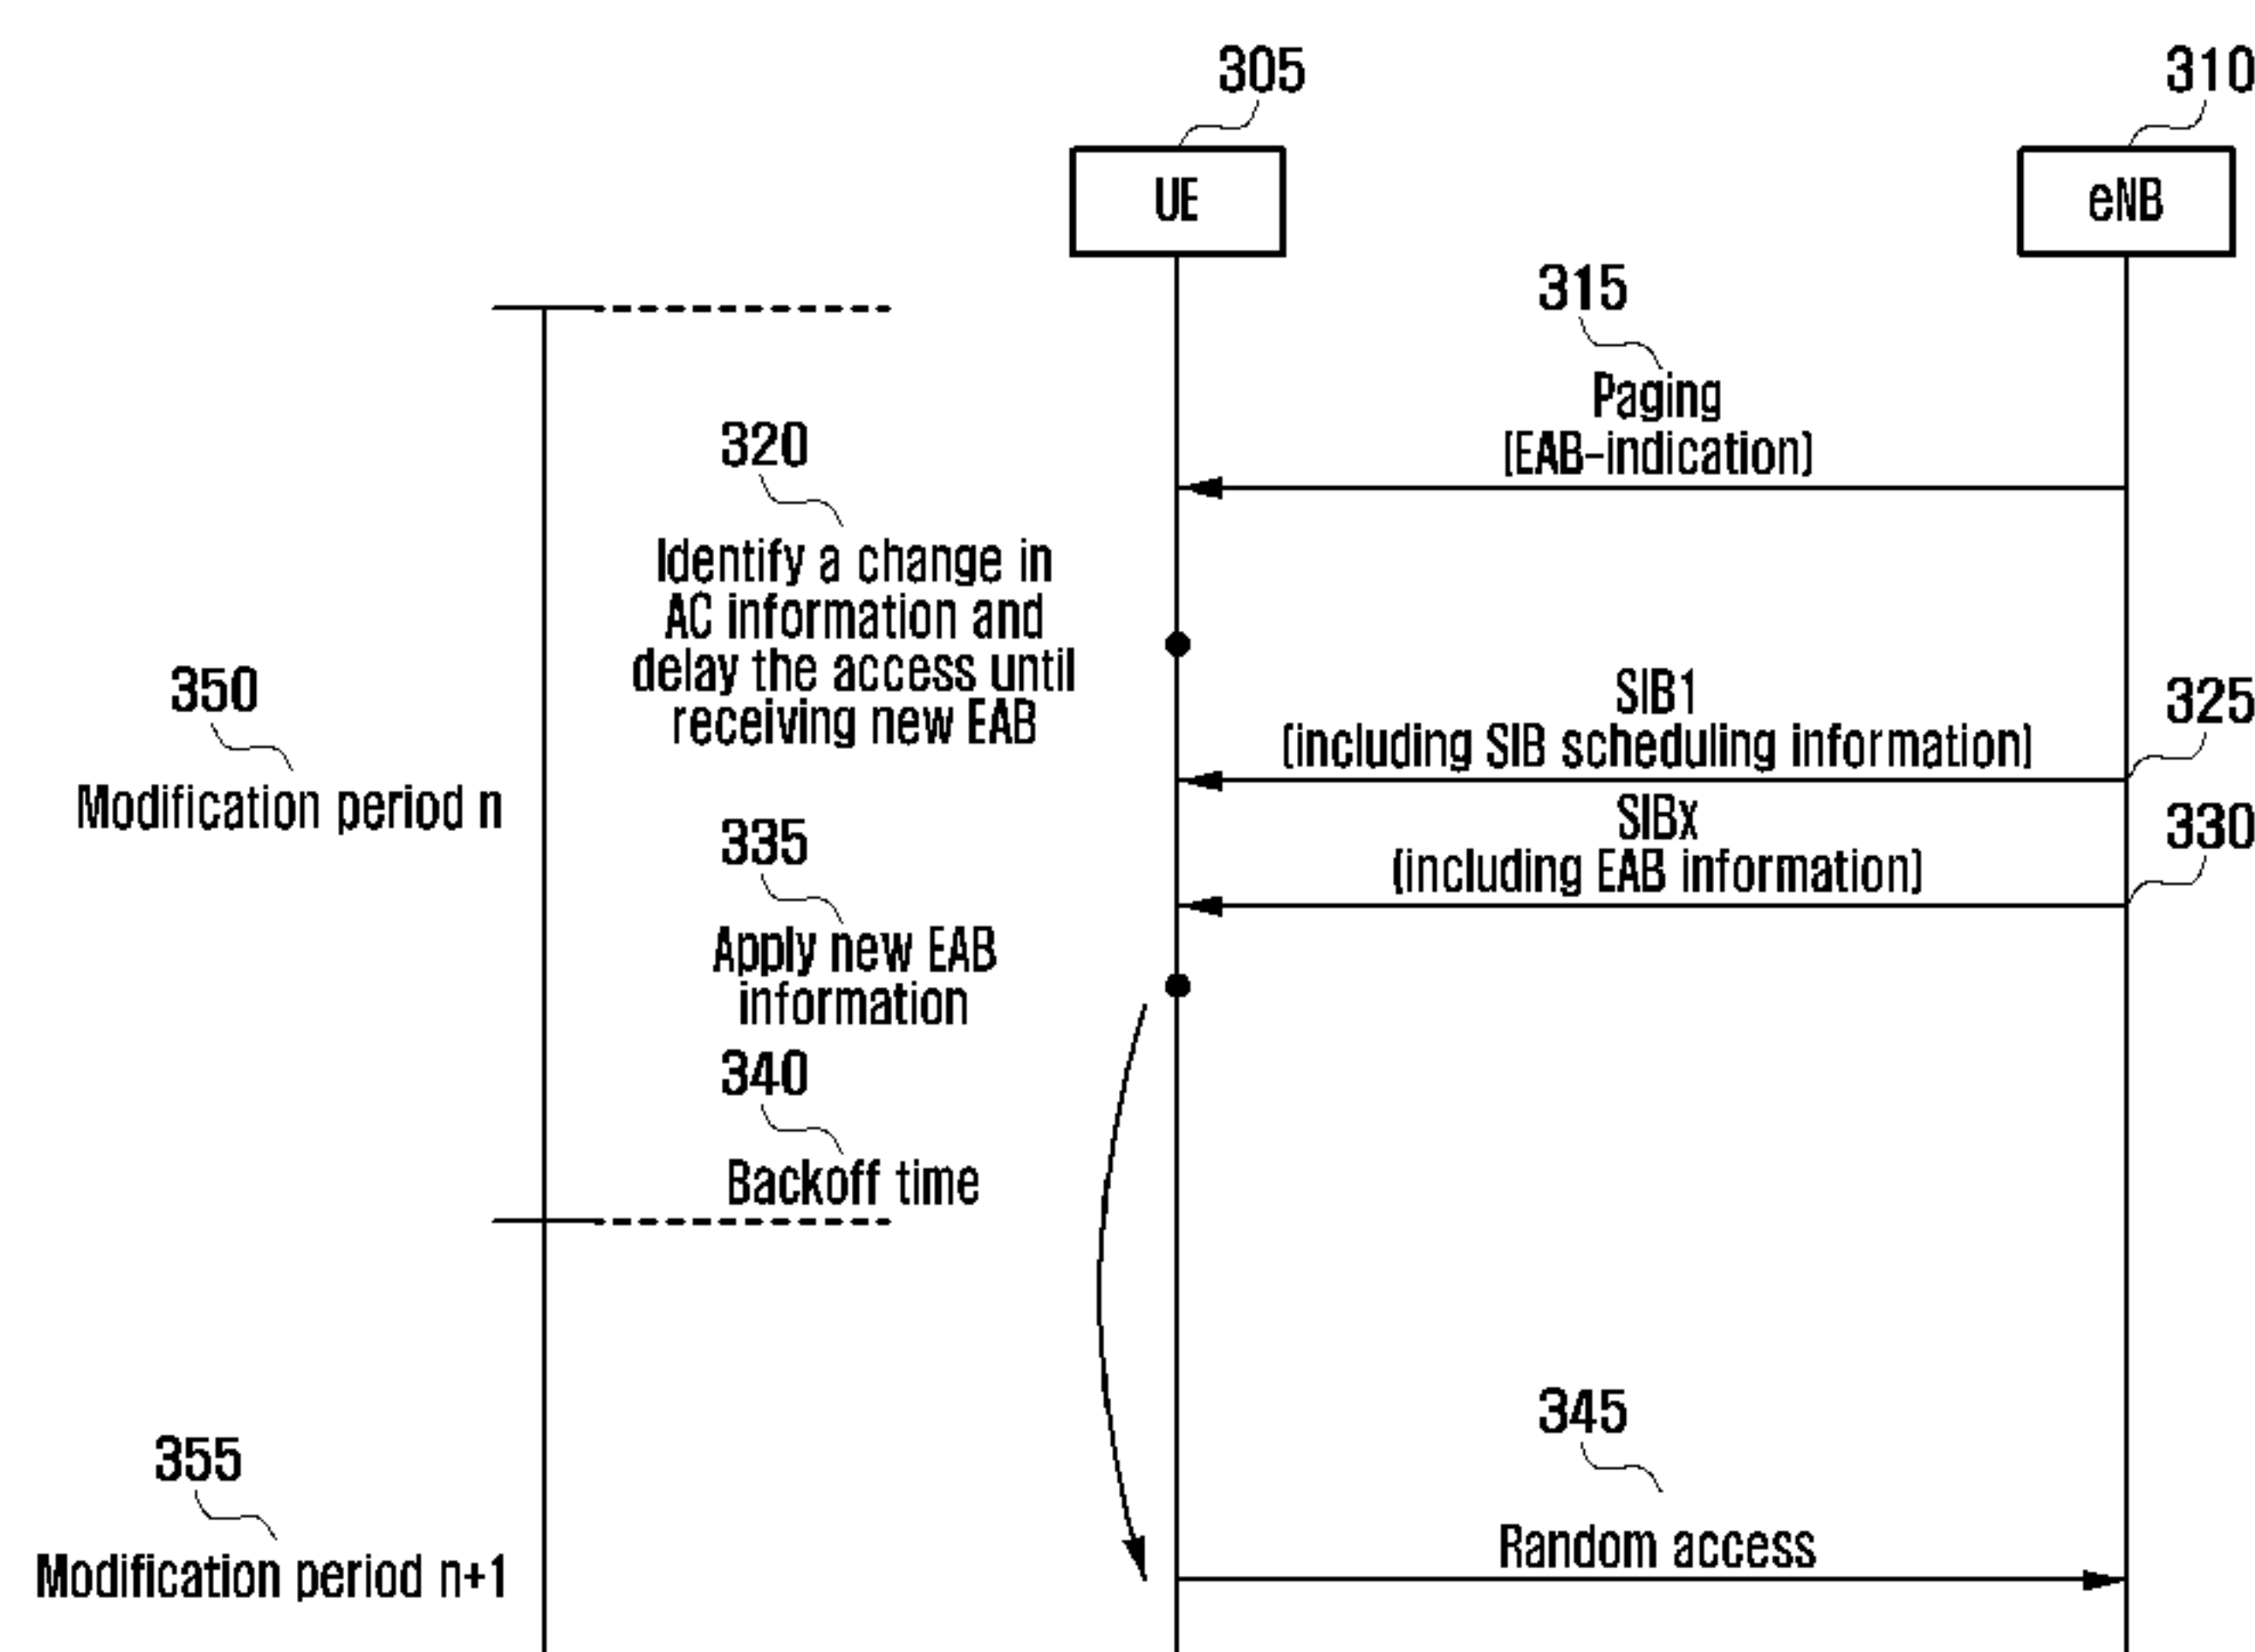 305
310
UE
eNB
315
Paging
(EAB-indication)
320
Identify a change in
AC information and
delay the access until
receiving new EAB
350
Modification period n
SIB1
(including SIB scheduling information)
325
SIBx
(including EAB information)
330
335
Apply new EAB
information
340
Backoff time
345
Random access
355
Modification period n+1